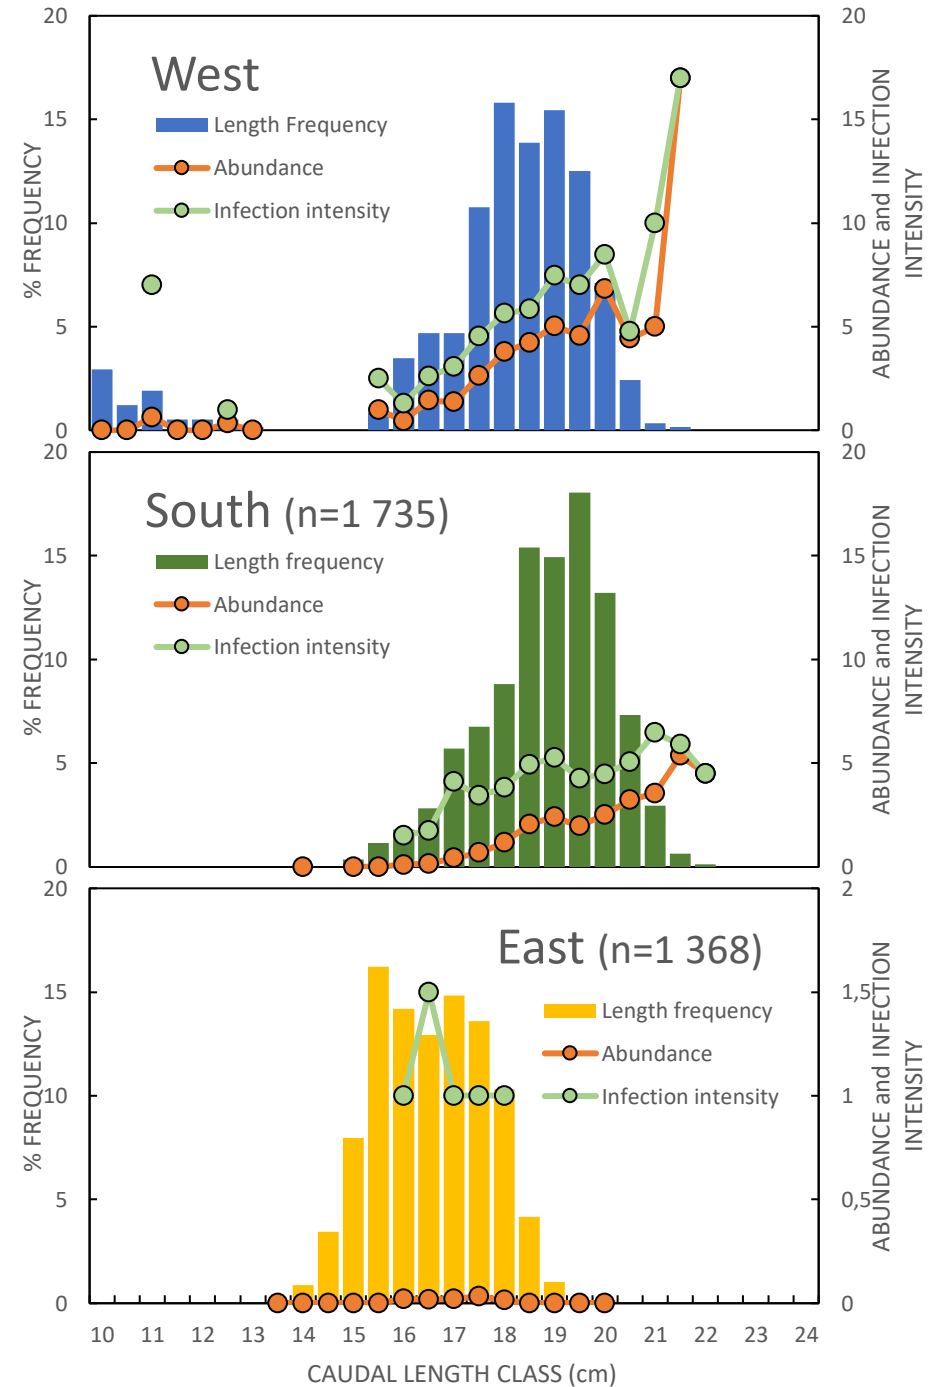 West
Length Frequency
Abundance
Infection intensity
% FREQUENCY
20
15
10
5
0
20
15
10
5
0
ABUNDANCE and INFECTION
INTENSITY
South (n=1 735)
Length frequency
Abundance
Infection intensity
% FREQUENCY
20
15
10
5
0
20
15
10
5
0
ABUNDANCE and INFECTION
INTENSITY
East (n=1 368)
Length frequency
Abundance
Infection intensity
% FREQUENCY
20
15
10
5
0
2
1,5
1
0,5
0
ABUNDANCE and INFECTION
INTENSITY
10 11 12 13 14 15 16 17 18 19 20 21 22 23 24
CAUDAL LENGTH CLASS (cm)